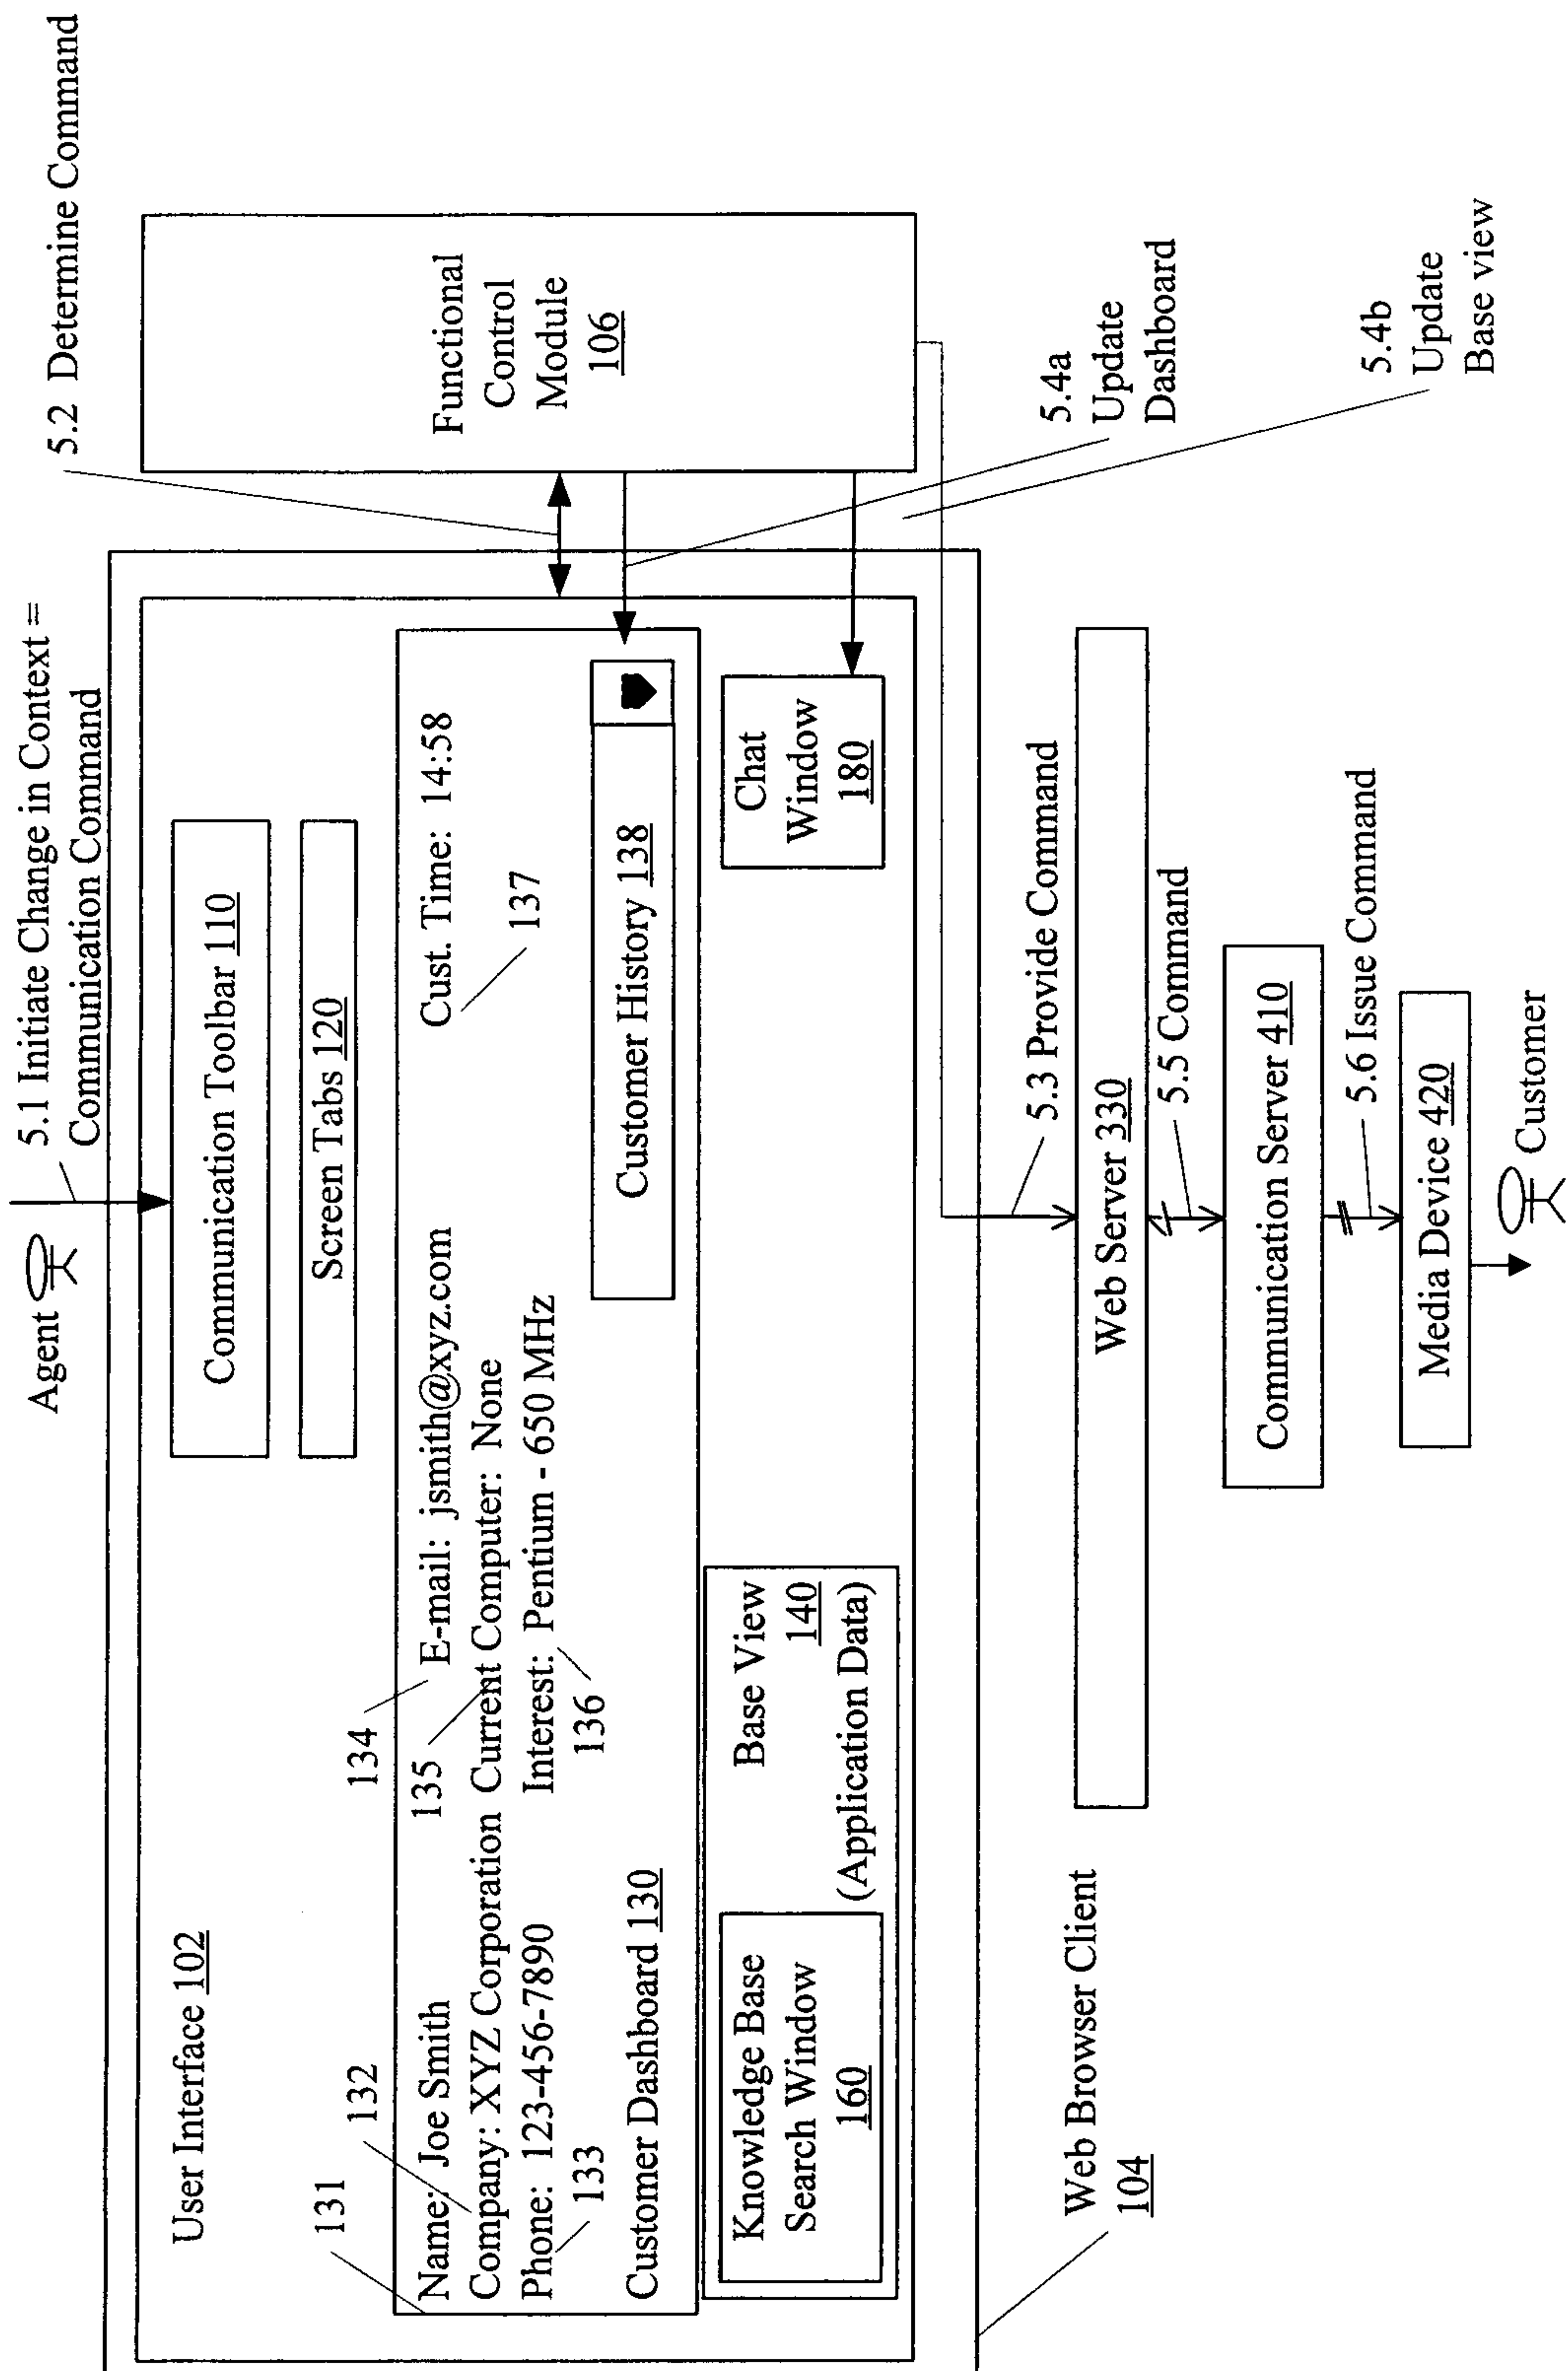 Agent
5.1 Initiate Change in Context =
Communication Command
5.2 Determine Command
User Interface 102
Communication Toolbar 110
Screen Tabs 120
131
132
134
135
Name: Joe Smith
E-mail: jsmith@xyz.com
Cust. Time: 14:58
Company: XYZ Corporation
Current Computer: None
137
Phone: 123-456-7890
Interest: Pentium - 650 MHz
133
136
Customer Dashboard 130
Customer History 138
Functional
Control
Module
106
Knowledge Base
Search Window
160
Base View
140
(Application Data)
Chat
Window
180
5.4a
Update
Dashboard
5.4b
Update
Base view
Web Browser Client
104
5.3 Provide Command
Web Server 330
5.5 Command
Communication Server 410
5.6 Issue Command
Media Device 420
Customer